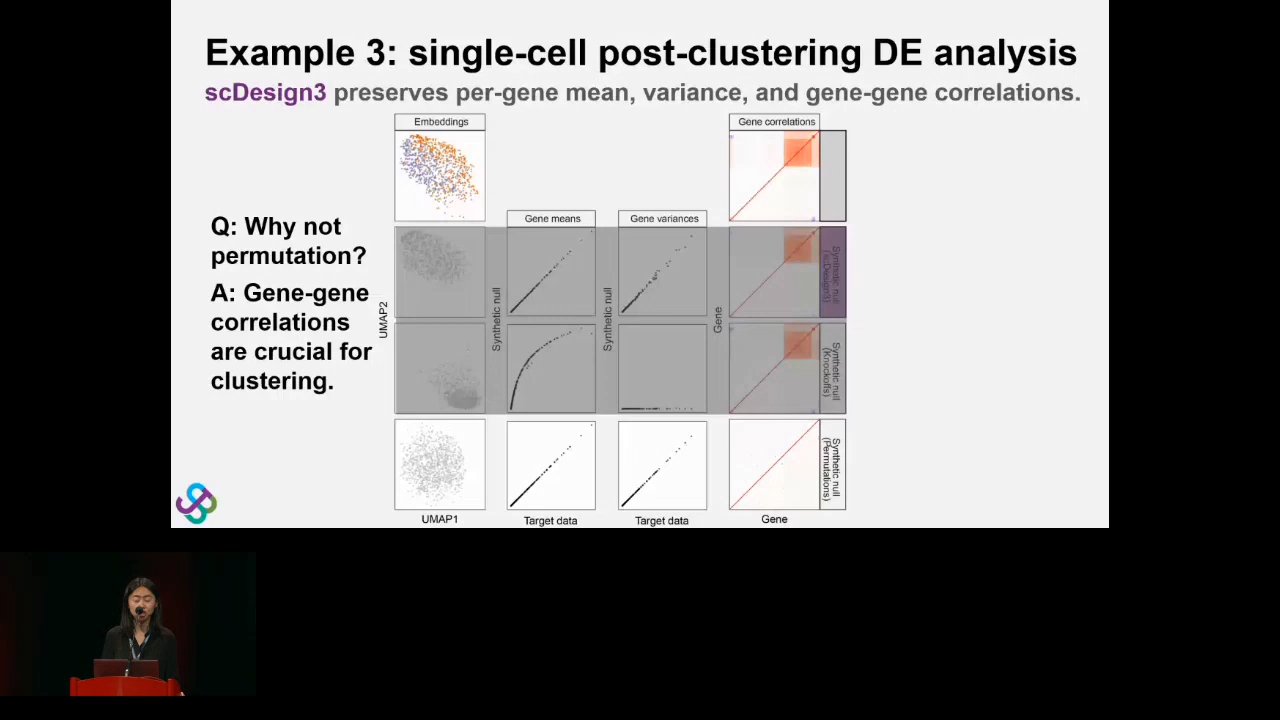 Example 3: single-cell post-clustering DE analysis
scDesign3 preserves per-gene mean, variance, and gene-gene correlations.
Embeddings
Gene correlations
Gene means
Gene variances
Q: Why not
permutation?
A: Gene-gene
correlations
are crucial for
clustering.
UMAP2
Synthetic null
Synthetic null
Gene
Synthetic null
(scDesign3)
Synthetic null
(Knockoffs)
Synthetic null
(Permutations)
UMAP1
Target data
Target data
Gene